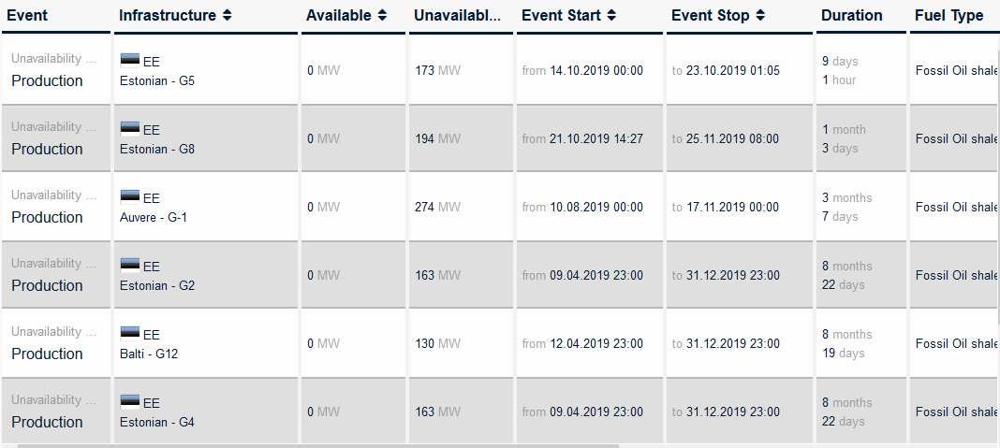 Event Infrastructure Available Unavailabl... Event Start Event Stop Duration Fuel Type
Unavailability ...
Production
EE
Estonian - G5
0 MW
173 MW
from 14.10.2019 00:00
to 23.10.2019 01:05
9 days
1 hour
Fossil Oil shale
Unavailability ...
Production
EE
Estonian - G8
0 MW
194 MW
from 21.10.2019 14:27
to 25.11.2019 08:00
1 month
3 days
Fossil Oil shale
Unavailability ...
Production
EE
Auvere - G-1
0 MW
274 MW
from 10.08.2019 00:00
to 17.11.2019 00:00
3 months
7 days
Fossil Oil shale
Unavailability ...
Production
EE
Estonian - G2
0 MW
163 MW
from 09.04.2019 23:00
to 31.12.2019 23:00
8 months
22 days
Fossil Oil shale
Unavailability ...
Production
EE
Balti - G12
0 MW
130 MW
from 12.04.2019 23:00
to 31.12.2019 23:00
8 months
19 days
Fossil Oil shale
Unavailability ...
Production
EE
Estonian - G4
0 MW
163 MW
from 09.04.2019 23:00
to 31.12.2019 23:00
8 months
22 days
Fossil Oil shale